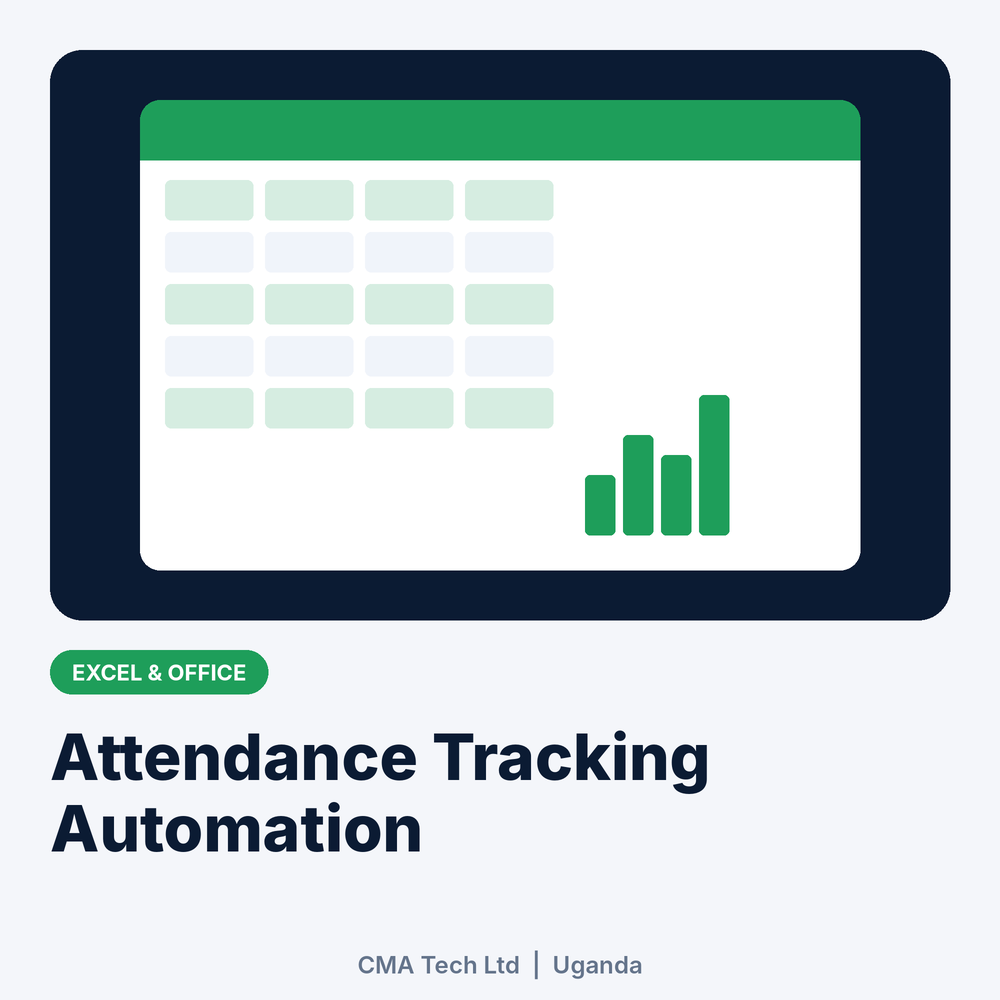 EXCEL & OFFICE
Attendance Tracking
Automation
CMA Tech Ltd | Uganda